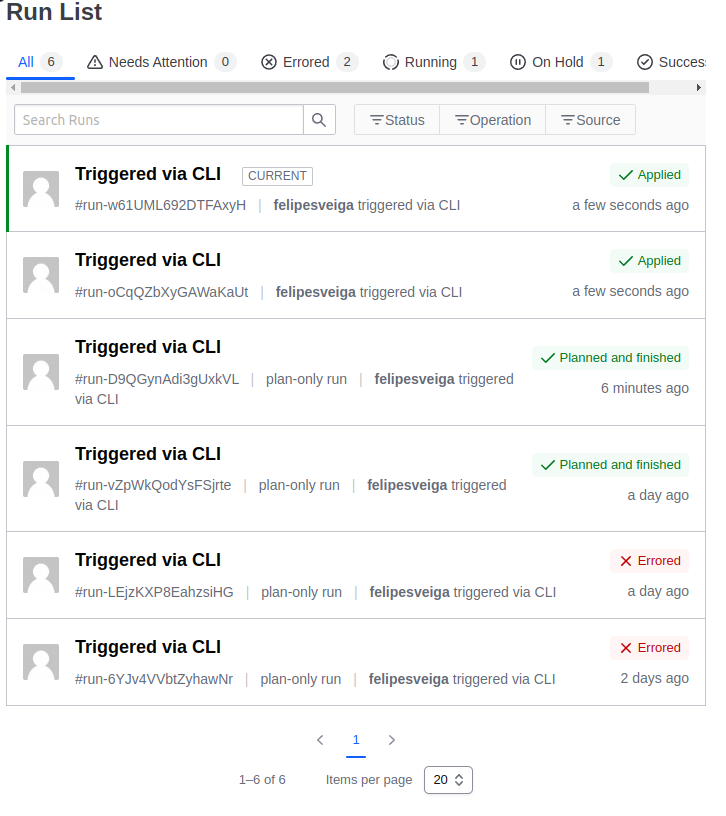 Run List
All 6 Needs Attention 0 Errored 2 Running 1 On Hold 1 Succes
Search Runs Status Operation Source
Triggered via CLI CURRENT Applied
#run-w61UML692DTFAxyH | felipesveiga triggered via CLI a few seconds ago
Triggered via CLI Applied
#run-oCqQZbXyGAWaKaUt | felipesveiga triggered via CLI a few seconds ago
Triggered via CLI Planned and finished
#run-D9QGynAdi3gUxkVL | plan-only run | felipesveiga triggered 6 minutes ago
via CLI
Triggered via CLI Planned and finished
#run-vZpWkQodYsFSjrte | plan-only run | felipesveiga triggered a day ago
via CLI
Triggered via CLI Errored
#run-LEjzKXP8EahzsiHG | plan-only run | felipesveiga triggered via CLI a day ago
Triggered via CLI Errored
#run-6YJv4VVbtZyhawNr | plan-only run | felipesveiga triggered via CLI 2 days ago
1
1–6 of 6 Items per page 20